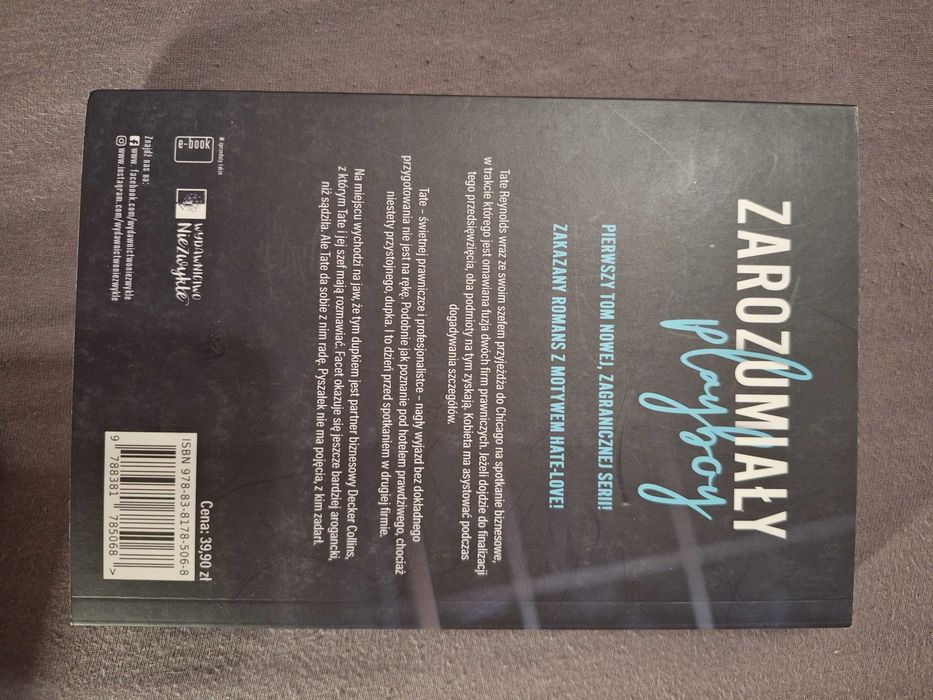 ZAROZUMIAŁY
playboy
PIERWSZY TOM NOWEJ, ZAGRANICZNEJ SERII!
ZAKAZANY ROMANS Z MOTYWEM HATE-LOVE!
Tate Reynolds wraz ze swoim szefem przyjeżdża do Chicago na spotkanie biznesowe,
w trakcie którego jest omawiana fuzja dwóch firm prawniczych. Jeżeli dojdzie do finalizacji
tego przedsięwzięcia, oba podmioty na tym zyskają. Kobieta ma asystować podczas
dogadywania szczegółów.
Tate – świetnej prawniczce i profesjonalistce – nagły wyjazd bez dokładnego
przygotowania nie jest na rękę. Podobnie jak poznanie pod hotelem prawdziwego, chociaż
niestety przystojnego, dupka. I to dzień przed spotkaniem w drugiej firmie.
Na miejscu wychodzi na jaw, że tym dupkiem jest partner biznesowy Decker Collins,
z którym Tate i jej szef mają rozmawiać. Facet okazuje się jeszcze bardziej arogancki,
niż sądziła. Ale Tate da sobie z nim radę. Pyszałek nie ma pojęcia, z kim zadarł.
W sprzedaży także
e-book
WYDAWNICTWO
NieZwykłe
Znajdź nas na:
www.facebook.com/wydawnictwoniezwykle
www.instagram.com/wydawnictwoniezwykle
Cena: 39,90 zł
ISBN 978-83-8178-506-8
9 788381 785068 >